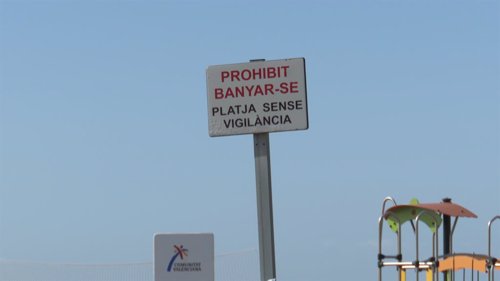 PROHIBIT
BANYAR-SE
PLATJA SENSE
VIGILÀNCIA
COMUNITAT
VALENCIANA